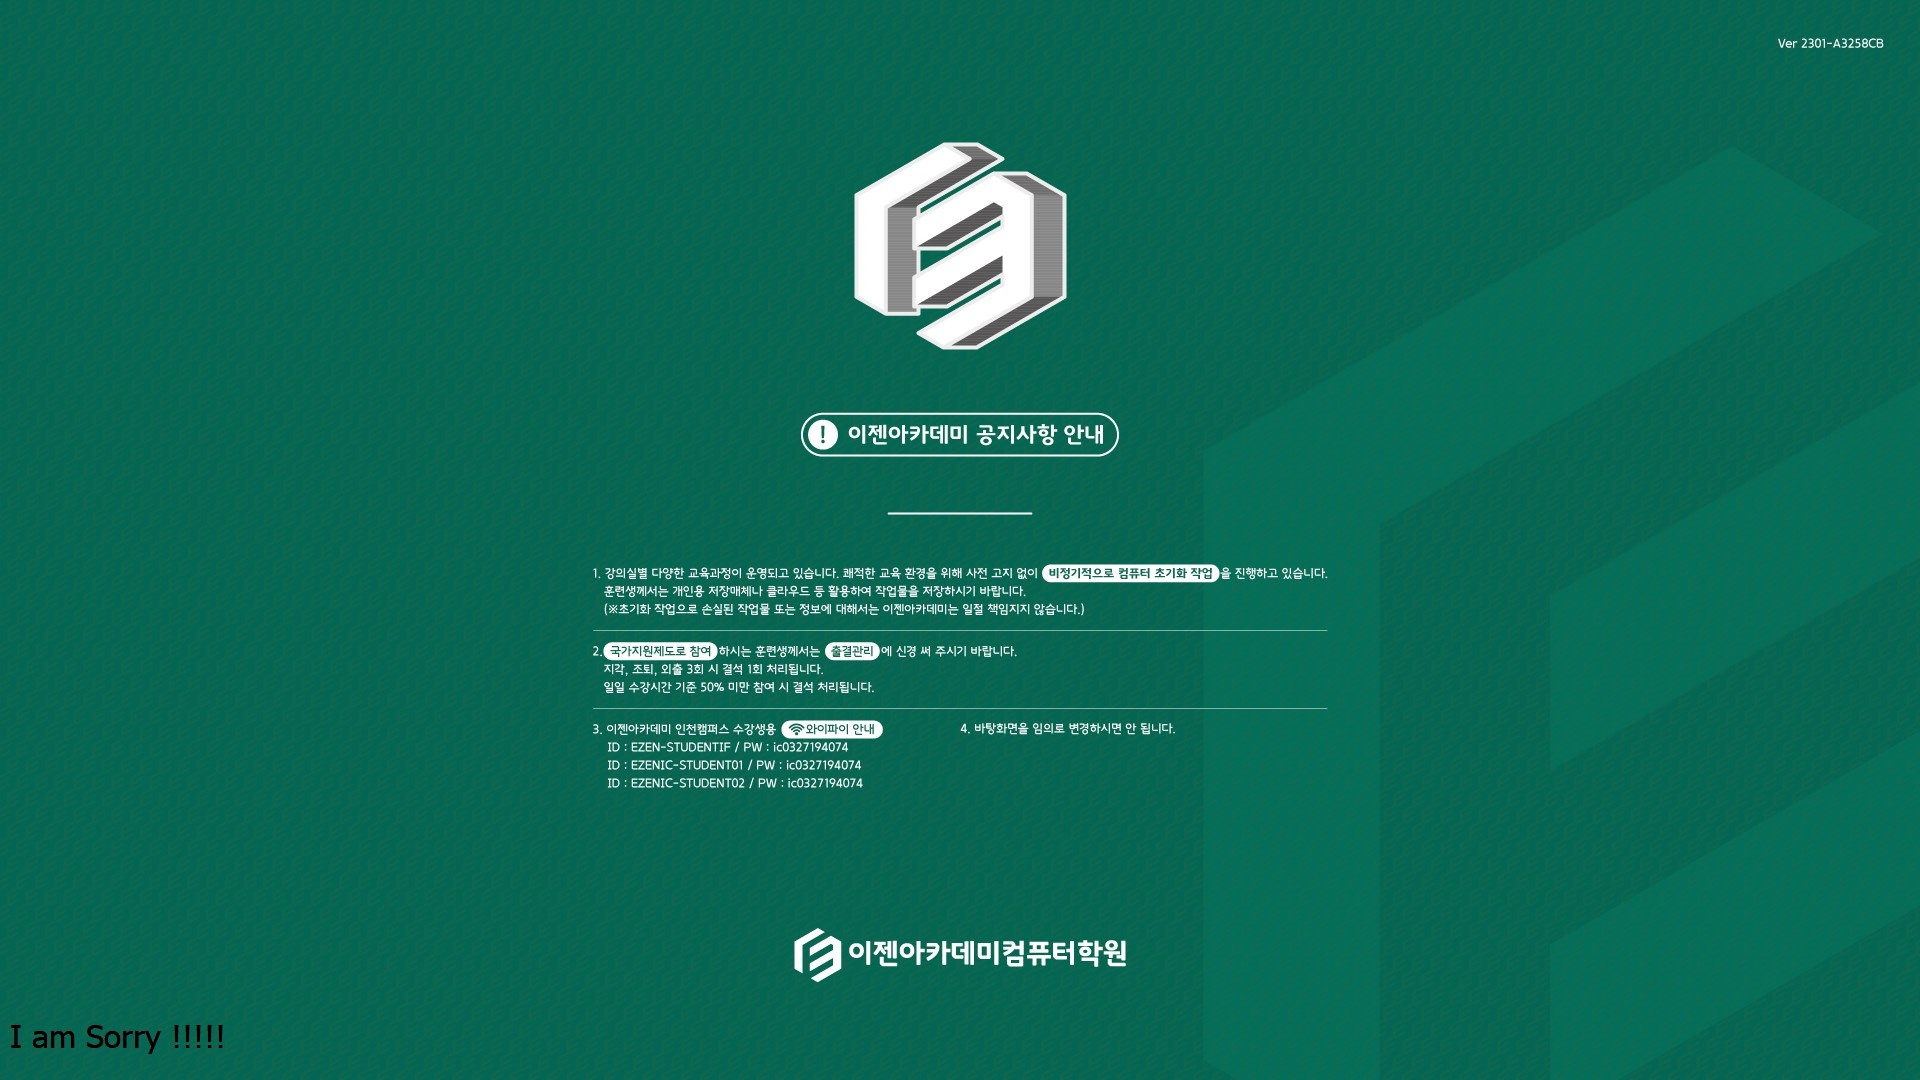 Ver 2301-A3258CB
! 이젠아카데미 공지사항 안내
1. 강의실별 다양한 교육과정이 운영되고 있습니다. 쾌적한 교육 환경을 위해 사전 고지 없이 비정기적으로 컴퓨터 초기화 작업을 진행하고 있습니다.
훈련생께서는 개인용 저장매체나 클라우드 등 활용하여 작업물을 저장하시기 바랍니다.
(※초기화 작업으로 손실된 작업물 또는 정보에 대해서는 이젠아카데미는 일절 책임지지 않습니다.)
2. 국가지원제도로 참여하시는 훈련생께서는 출결관리에 신경 써 주시기 바랍니다.
지각, 조퇴, 외출 3회 시 결석 1회 처리됩니다.
일일 수강시간 기준 50% 미만 참여 시 결석 처리됩니다.
3. 이젠아카데미 인천캠퍼스 수강생용 와이파이 안내
ID : EZEN-STUDENTIF / PW : ic0327194074
ID : EZENIC-STUDENT01 / PW : ic0327194074
ID : EZENIC-STUDENT02 / PW : ic0327194074
4. 바탕화면을 임의로 변경하시면 안 됩니다.
이젠아카데미컴퓨터학원
I am Sorry !!!!!